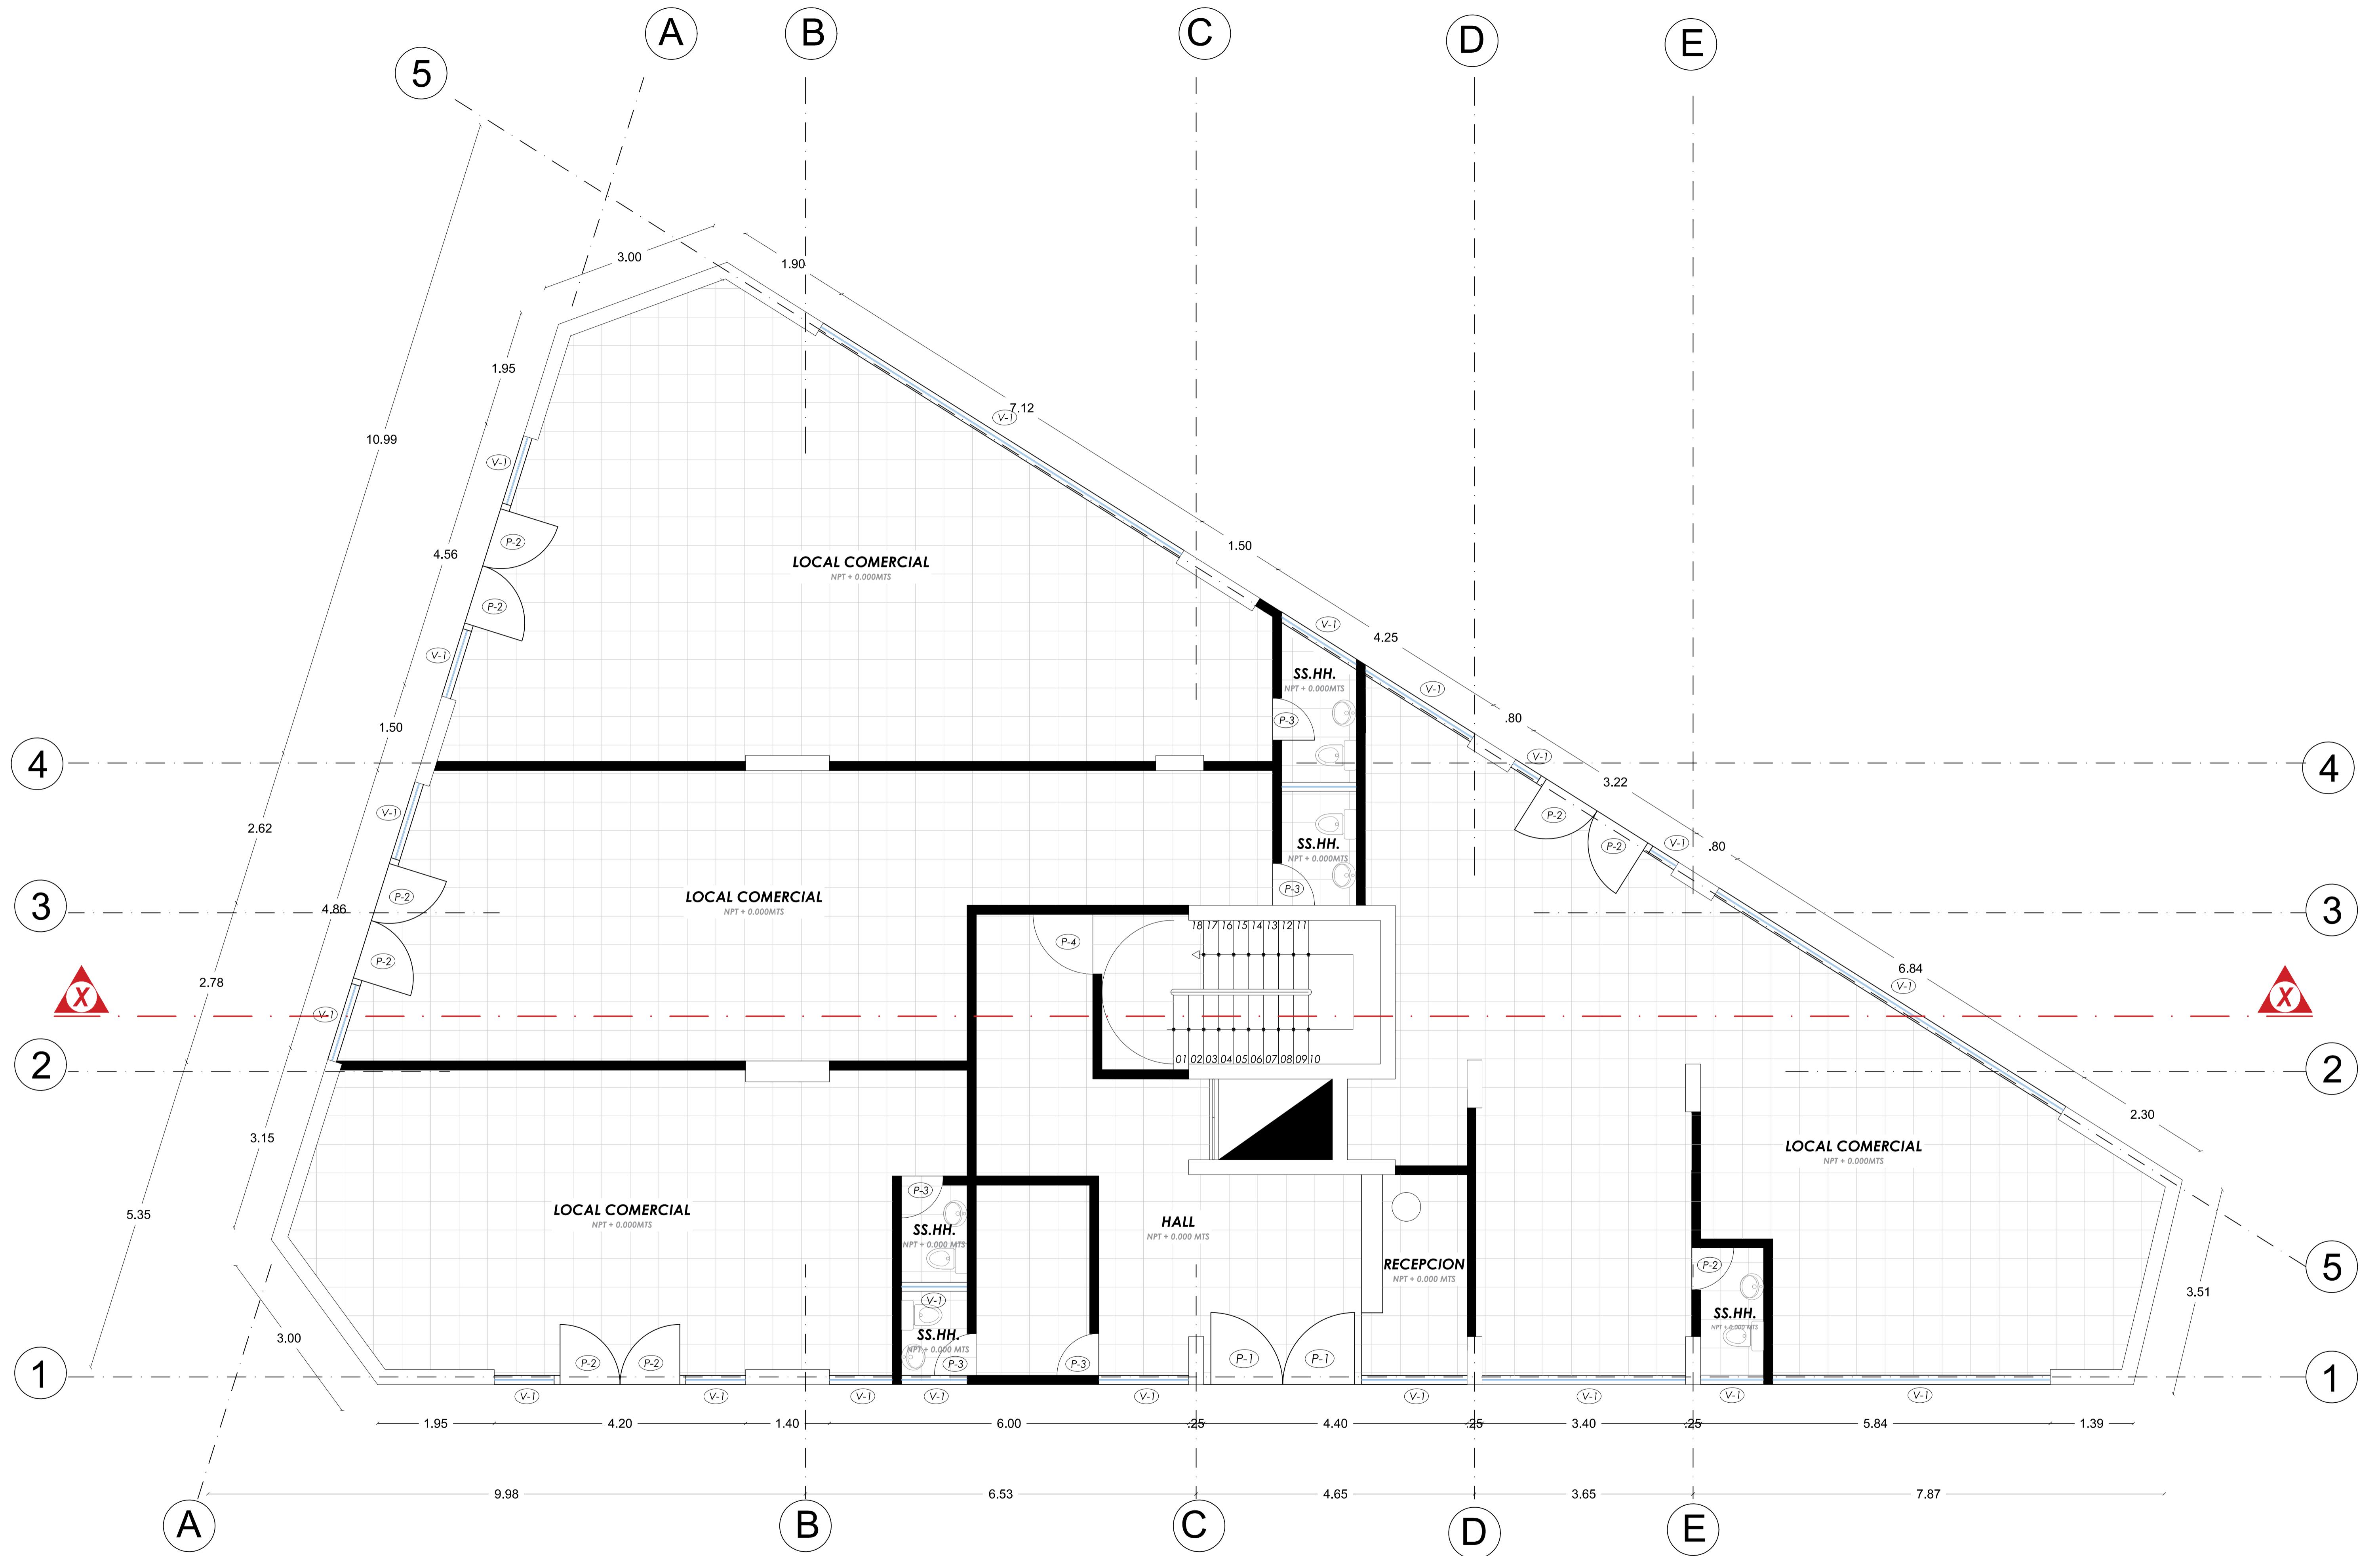 A
B
C
D
E
5
3.00
1.90
1.95
7.12
V-1
10.99
V-1
P-2
1.50
4.56
LOCAL COMERCIAL
NPT + 0.000MTS
P-2
V-1
4.25
V-1
SS.HH.
NPT + 0.000MTS
V-1
1.50
P-3
.80
4
V-1
4
3.22
V-1
P-2
2.62
SS.HH.
NPT + 0.000MTS
P-2
V-1
.80
P-3
3
4.86
P-2
LOCAL COMERCIAL
NPT + 0.000MTS
3
18 17 16 15 14 13 12 11
P-4
P-2
2.78
6.84
V-1
X
X
V-1
01 02 03 04 05 06 07 08 09 10
2
2
2.30
3.15
LOCAL COMERCIAL
NPT + 0.000MTS
P-3
5.35
LOCAL COMERCIAL
NPT + 0.000MTS
SS.HH.
NPT + 0.000 MTS
HALL
NPT + 0.000 MTS
RECEPCION
NPT + 0.000 MTS
P-2
5
3.51
V-1
SS.HH.
NPT + 0.000 MTS
SS.HH.
NPT + 0.000 MTS
3.00
P-2
P-2
P-3
P-3
P-1
P-1
1
1
V-1
V-1
V-1
V-1
V-1
V-1
V-1
V-1
V-1
1.95
4.20
1.40
6.00
.25
4.40
.25
3.40
.25
5.84
1.39
9.98
6.53
4.65
3.65
7.87
A
B
C
D
E